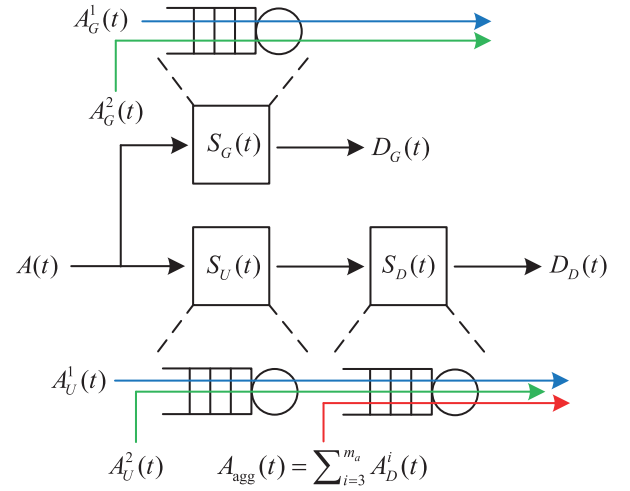 A_G^1(t)
A_G^2(t)
S_G(t)
D_G(t)
A(t)
S_U(t)
S_D(t)
D_D(t)
A_U^1(t)
A_U^2(t)
A_agg(t) = ∑_{i=3}^{m_a} A_D^i(t)